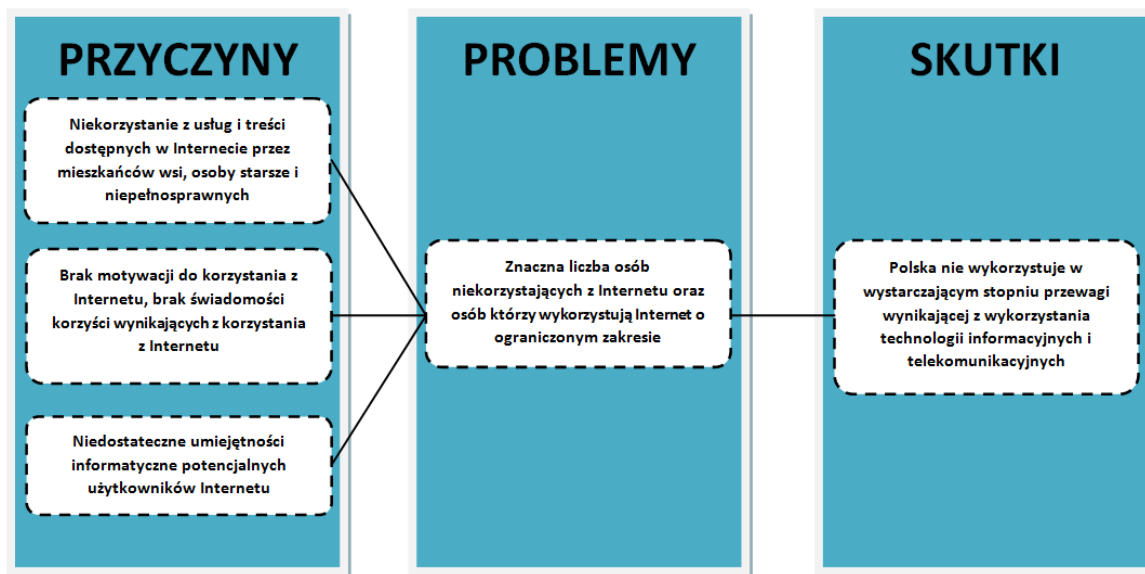 PRZYCZYNY
Niekorzystanie z usług i treści
dostępnych w Internecie przez
mieszkańców wsi, osoby starsze i
niepełnosprawnych
Brak motywacji do korzystania z
Internetu, brak świadomości
korzyści wynikających z korzystania
z Internetu
Niedostateczne umiejętności
informatyczne potencjalnych
użytkowników Internetu
PROBLEMY
Znaczna liczba osób
niekorzystających z Internetu oraz
osób którzy wykorzystują Internet o
ograniczonym zakresie
SKUTKI
Polska nie wykorzystuje w
wystarczającym stopniu przewagi
wynikającej z wykorzystania
technologii informacyjnych i
telekomunikacyjnych